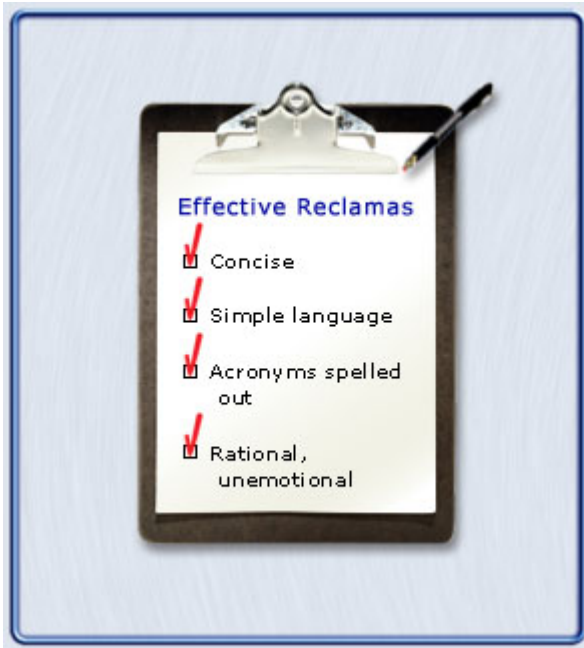 Effective Reclamas
Concise
Simple language
Acronyms spelled
out
Rational,
unemotional